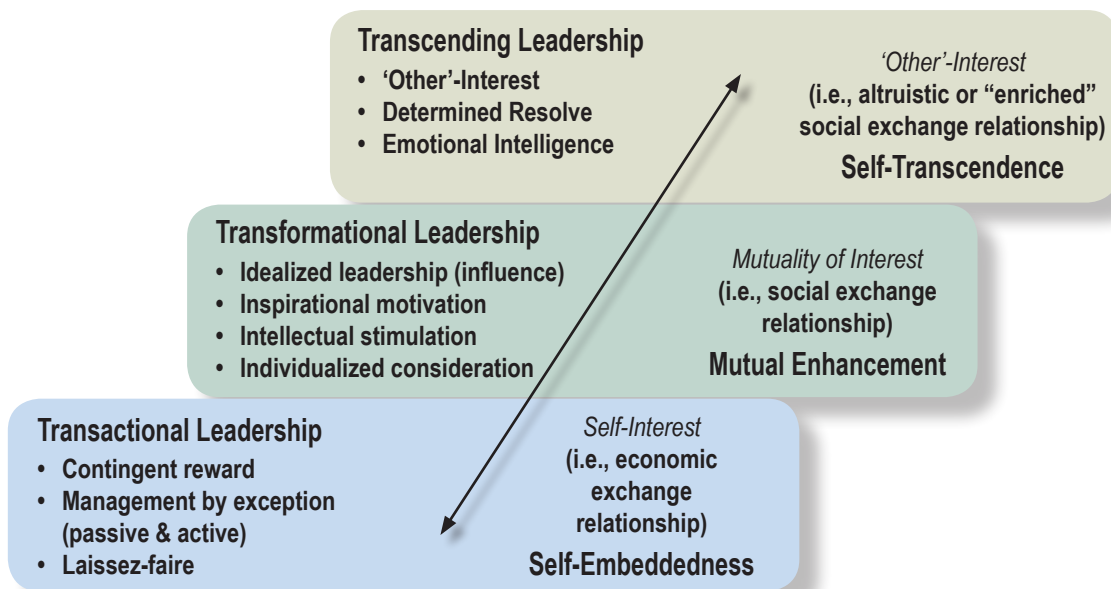 Transcending Leadership
• ‘Other’-Interest
• Determined Resolve
• Emotional Intelligence
‘Other’-Interest
(i.e., altruistic or “enriched”
social exchange relationship)
Self-Transcendence
Transformational Leadership
• Idealized leadership (influence)
• Inspirational motivation
• Intellectual stimulation
• Individualized consideration
Mutuality of Interest
(i.e., social exchange
relationship)
Mutual Enhancement
Transactional Leadership
• Contingent reward
• Management by exception
(passive & active)
• Laissez-faire
Self-Interest
(i.e., economic
exchange
relationship)
Self-Embeddedness